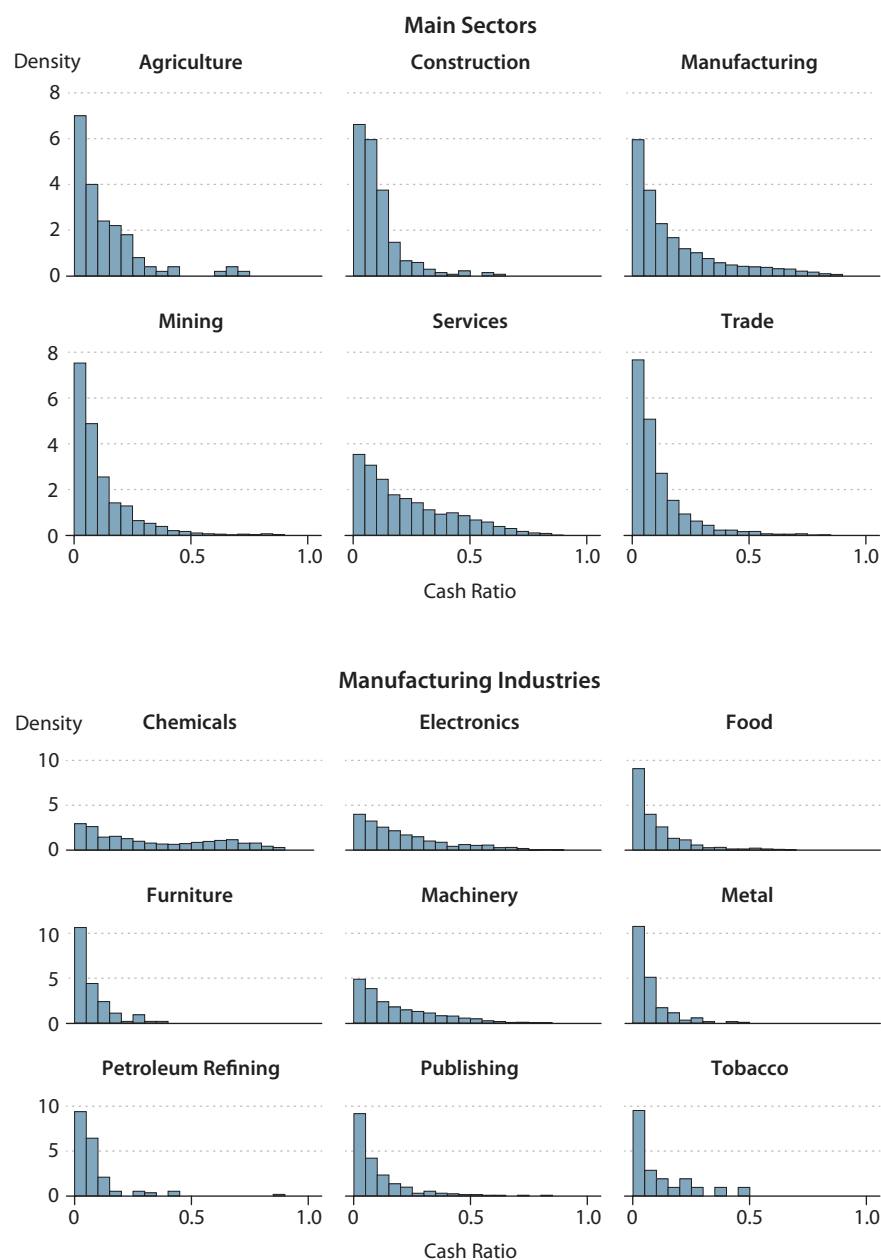 Main Sectors
Density Agriculture Construction Manufacturing
8
6
4
2
0
Mining Services Trade
8
6
4
2
0
0 0.5 1.0 0 0.5 1.0 0 0.5 1.0
Cash Ratio
Manufacturing Industries
Density Chemicals Electronics Food
10
5
0
Furniture Machinery Metal
10
5
0
Petroleum Refining Publishing Tobacco
10
5
0
0 0.5 1.0 0 0.5 1.0 0 0.5 1.0
Cash Ratio